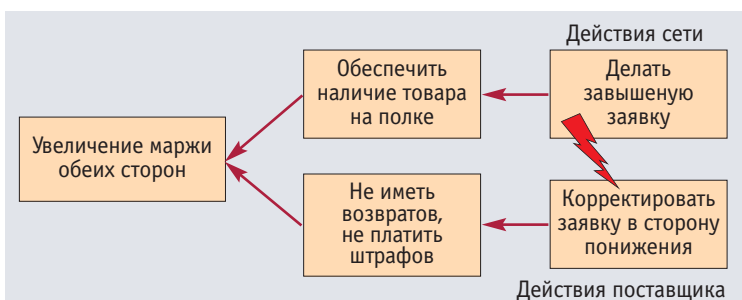 Действия сети
Обеспечить
наличие товара
на полке
Делать
завышеную
заявку
Увеличение маржи
обеих сторон
Не иметь
возвратов,
не платить
штрафов
Корректировать
заявку в сторону
понижения
Действия поставщика